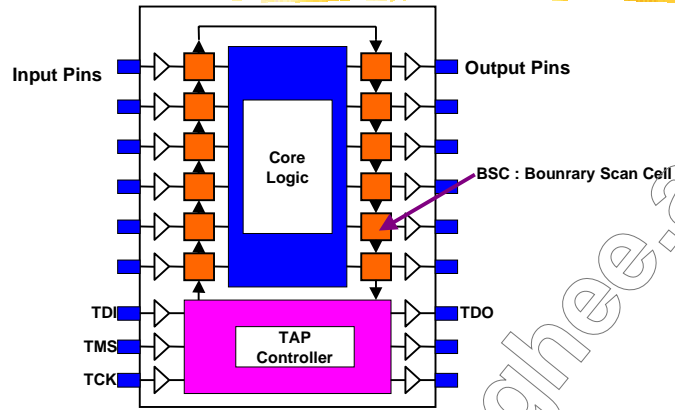 Input Pins
Output Pins
Core
Logic
BSC : Bounrary Scan Cell
TDI
TDO
TMS
TAP
Controller
TCK